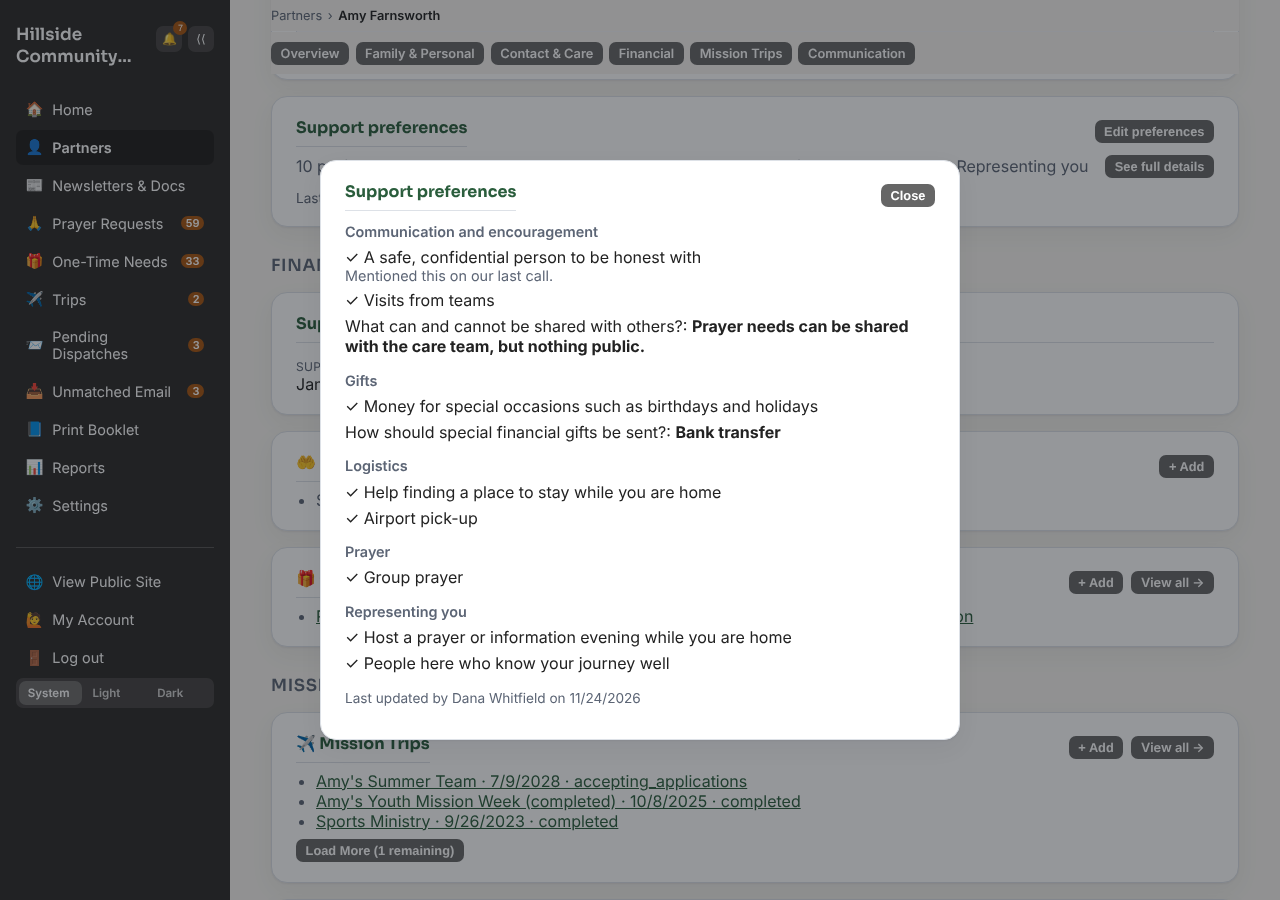 Hillside
Community...
7
⟨⟨
Home
Partners
Newsletters & Docs
Prayer Requests 59
One-Time Needs 33
Trips 2
Pending
Dispatches 3
Unmatched Email 3
Print Booklet
Reports
Settings
View Public Site
My Account
Log out
System Light Dark
Partners › Amy Farnsworth
Overview Family & Personal Contact & Care Financial Mission Trips Communication
Support preferences
Edit preferences
10
Representing you
See full details
Support preferences
Close
Communication and encouragement
✓ A safe, confidential person to be honest with
Mentioned this on our last call.
✓ Visits from teams
What can and cannot be shared with others?: Prayer needs can be shared
with the care team, but nothing public.
Gifts
✓ Money for special occasions such as birthdays and holidays
How should special financial gifts be sent?: Bank transfer
Logistics
✓ Help finding a place to stay while you are home
✓ Airport pick-up
Prayer
✓ Group prayer
Representing you
✓ Host a prayer or information evening while you are home
✓ People here who know your journey well
Last updated by Dana Whitfield on 11/24/2026
+ Add
+ Add View all →
Mission Trips
+ Add View all →
• Amy's Summer Team · 7/9/2028 · accepting_applications
• Amy's Youth Mission Week (completed) · 10/8/2025 · completed
• Sports Ministry · 9/26/2023 · completed
Load More (1 remaining)